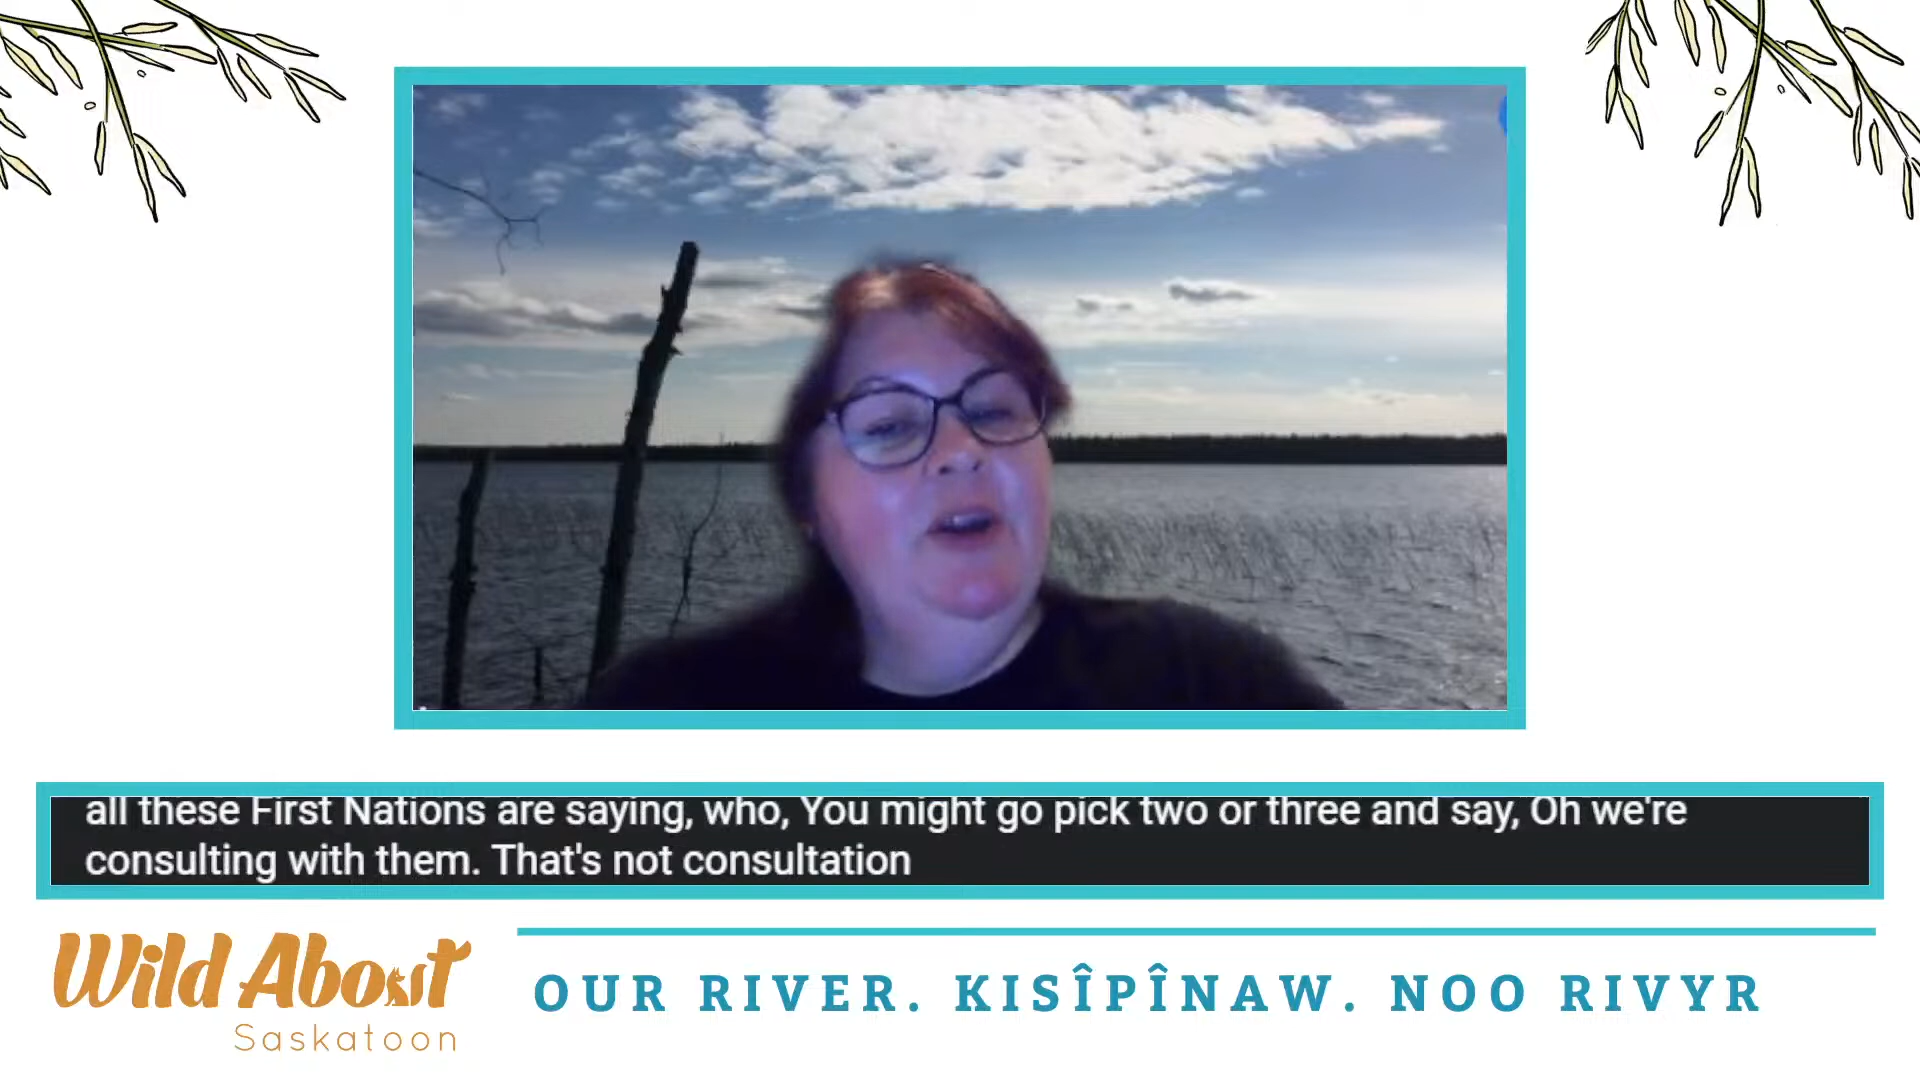 all these First Nations are saying, who, You might go pick two or three and say, Oh we're
consulting with them. That's not consultation
Wild About
Saskatoon
OUR RIVER. KISÎPÎNAW. NOO RIVYR